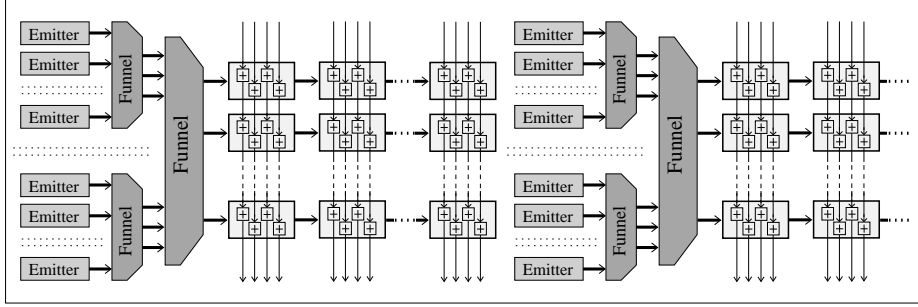 Emitter
Emitter
Emitter
Funnel
Emitter
Emitter
Emitter
Funnel
Funnel
+ + + +
+ + + +
+ + + +
+ + + +
+ + + +
+ + + +
+ + + +
+ + + +
+ + + +
Emitter
Emitter
Emitter
Funnel
Emitter
Emitter
Emitter
Funnel
Funnel
+ + + +
+ + + +
+ + + +
+ + + +
+ + + +
+ + + +